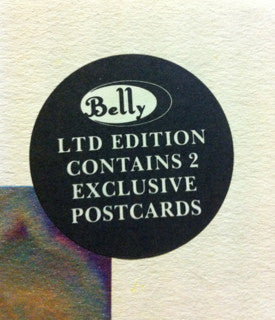 Belly
LTD EDITION
CONTAINS 2
EXCLUSIVE
POSTCARDS